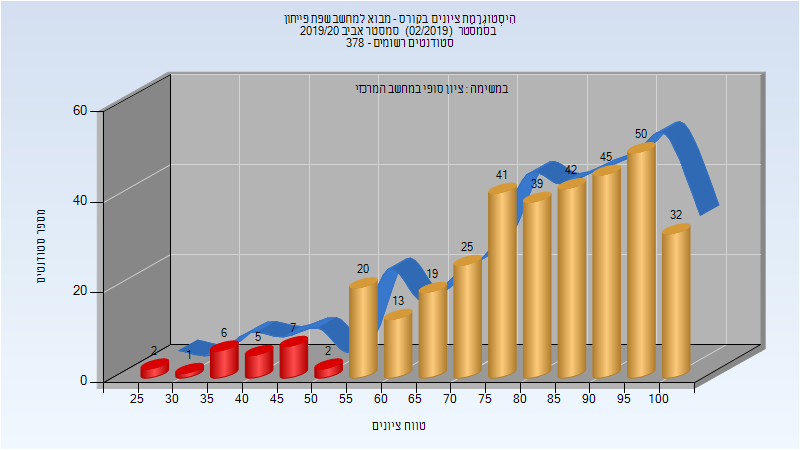 היסטוגרמת ציונים בקורס - מבוא למחשב שפת פייתון
בסמסטר (02/2019) סמסטר אביב 2019/20
סטודנטים רשומים - 378
במשימה : ציון סופי במחשב המרכזי
מספר סטודנטים
60
40
20
0
2
1
6
5
7
2
20
13
19
25
41
39
42
45
50
32
25 30 35 40 45 50 55 60 65 70 75 80 85 90 95 100
טווח ציונים